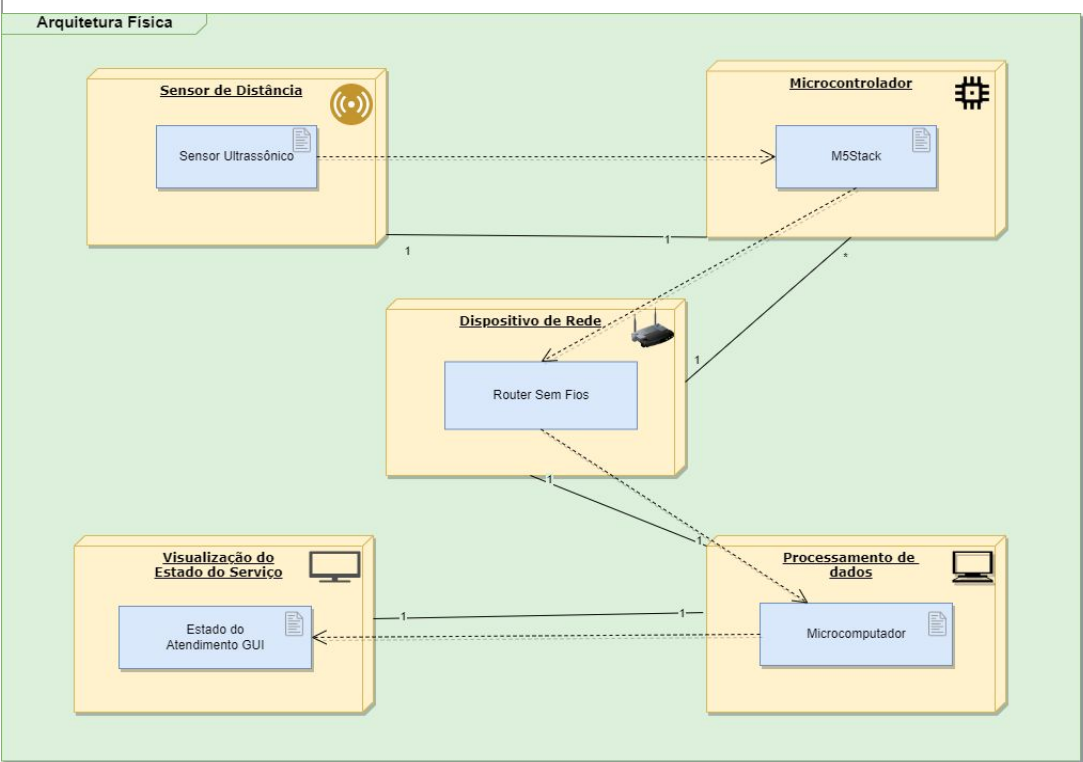 Arquitetura Física
Sensor de Distância
Sensor Ultrassônico
Microcontrolador
M5Stack
1
1
*
Dispositivo de Rede
Router Sem Fios
1
1
1
Visualização do
Estado do Serviço
Estado do
Atendimento GUI
1
1
Processamento de
dados
Microcomputador